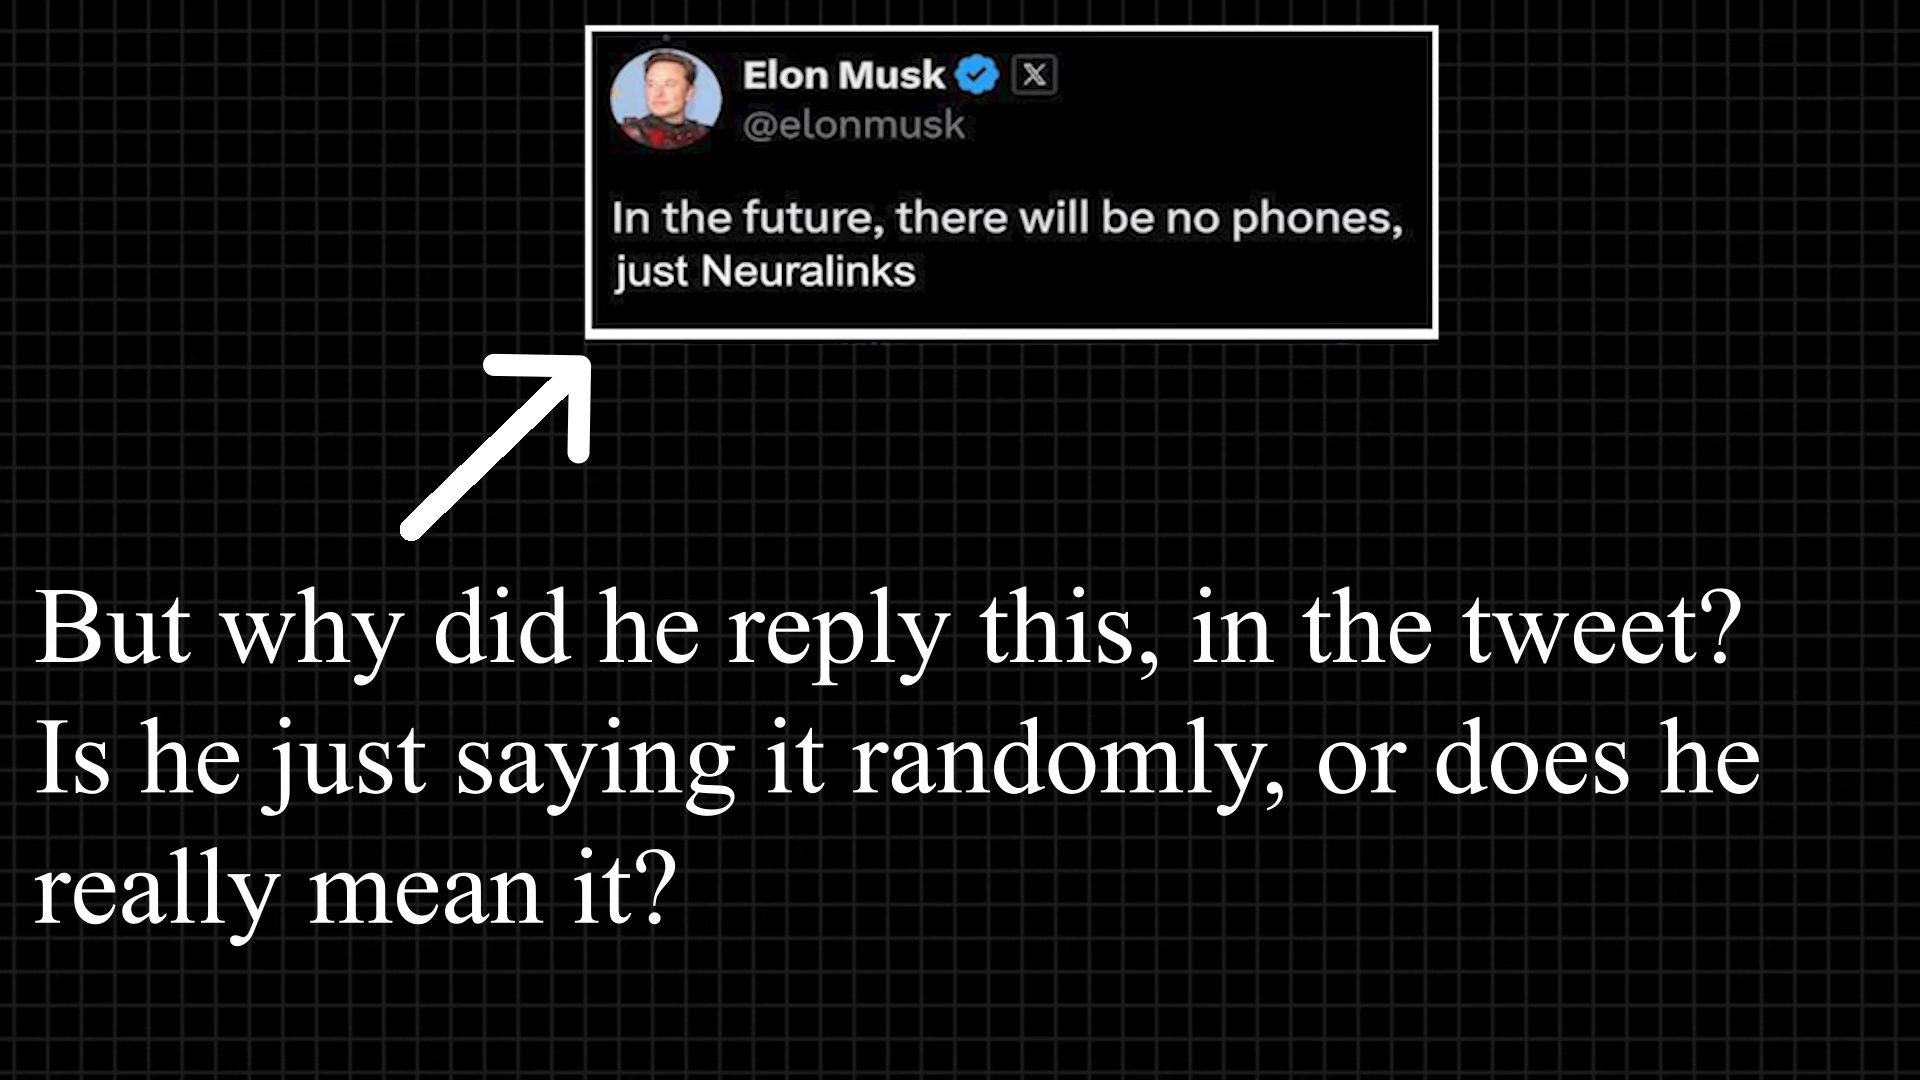 Elon Musk X
@elonmusk
In the future, there will be no phones,
just Neuralinks
But why did he reply this, in the tweet?
Is he just saying it randomly, or does he
really mean it?